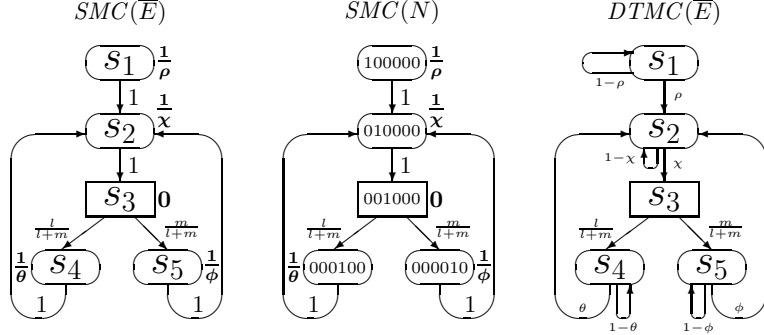 SMC(E̅) SMC(N) DTMC(E̅)
s₁ 1/ρ 100000 1/ρ s₁
1−ρ
1 1 ρ
1/χ 1/χ
s₂ 010000 s₂
1 1 1−χ χ
s₃ 0 001000 0 s₃
l/(l+m) m/(l+m) l/(l+m) m/(l+m) l/(l+m) m/(l+m)
1/θ s₄ s₅ 1/ϕ 1/θ 000100 000010 1/ϕ s₄ s₅
1 1 1 1 θ ϕ
1−θ 1−ϕ